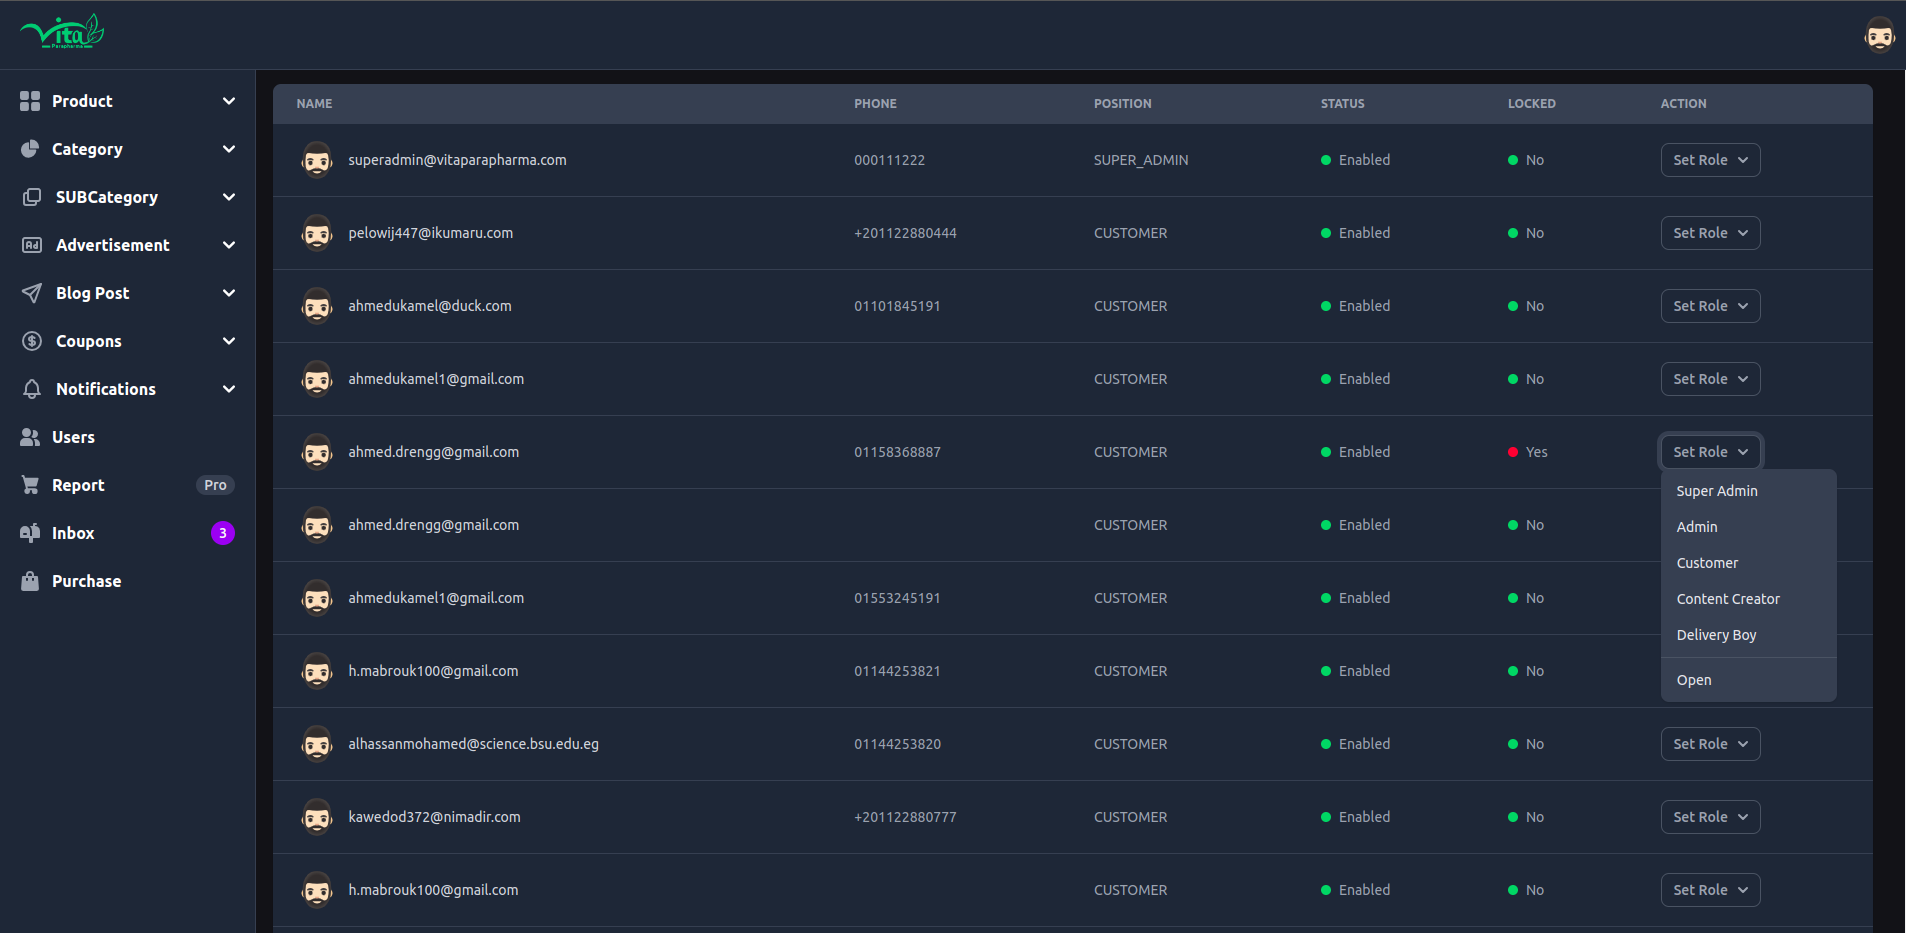 Vita
Parapharma
Product
Category
SUBCategory
Ad Advertisement
Blog Post
$ Coupons
Notifications
Users
Report Pro
Inbox 3
Purchase
NAME PHONE POSITION STATUS LOCKED ACTION
superadmin@vitaparapharma.com 000111222 SUPER_ADMIN Enabled No Set Role
pelowij447@ikumaru.com +201122880444 CUSTOMER Enabled No Set Role
ahmedukamel@duck.com 01101845191 CUSTOMER Enabled No Set Role
ahmedukamel1@gmail.com CUSTOMER Enabled No Set Role
ahmed.drengg@gmail.com 01158368887 CUSTOMER Enabled Yes Set Role
Super Admin
Admin
Customer
Content Creator
Delivery Boy
Open
ahmed.drengg@gmail.com CUSTOMER Enabled No
ahmedukamel1@gmail.com 01553245191 CUSTOMER Enabled No
h.mabrouk100@gmail.com 01144253821 CUSTOMER Enabled No
alhassanmohamed@science.bsu.edu.eg 01144253820 CUSTOMER Enabled No Set Role
kawedod372@nimadir.com +201122880777 CUSTOMER Enabled No Set Role
h.mabrouk100@gmail.com CUSTOMER Enabled No Set Role